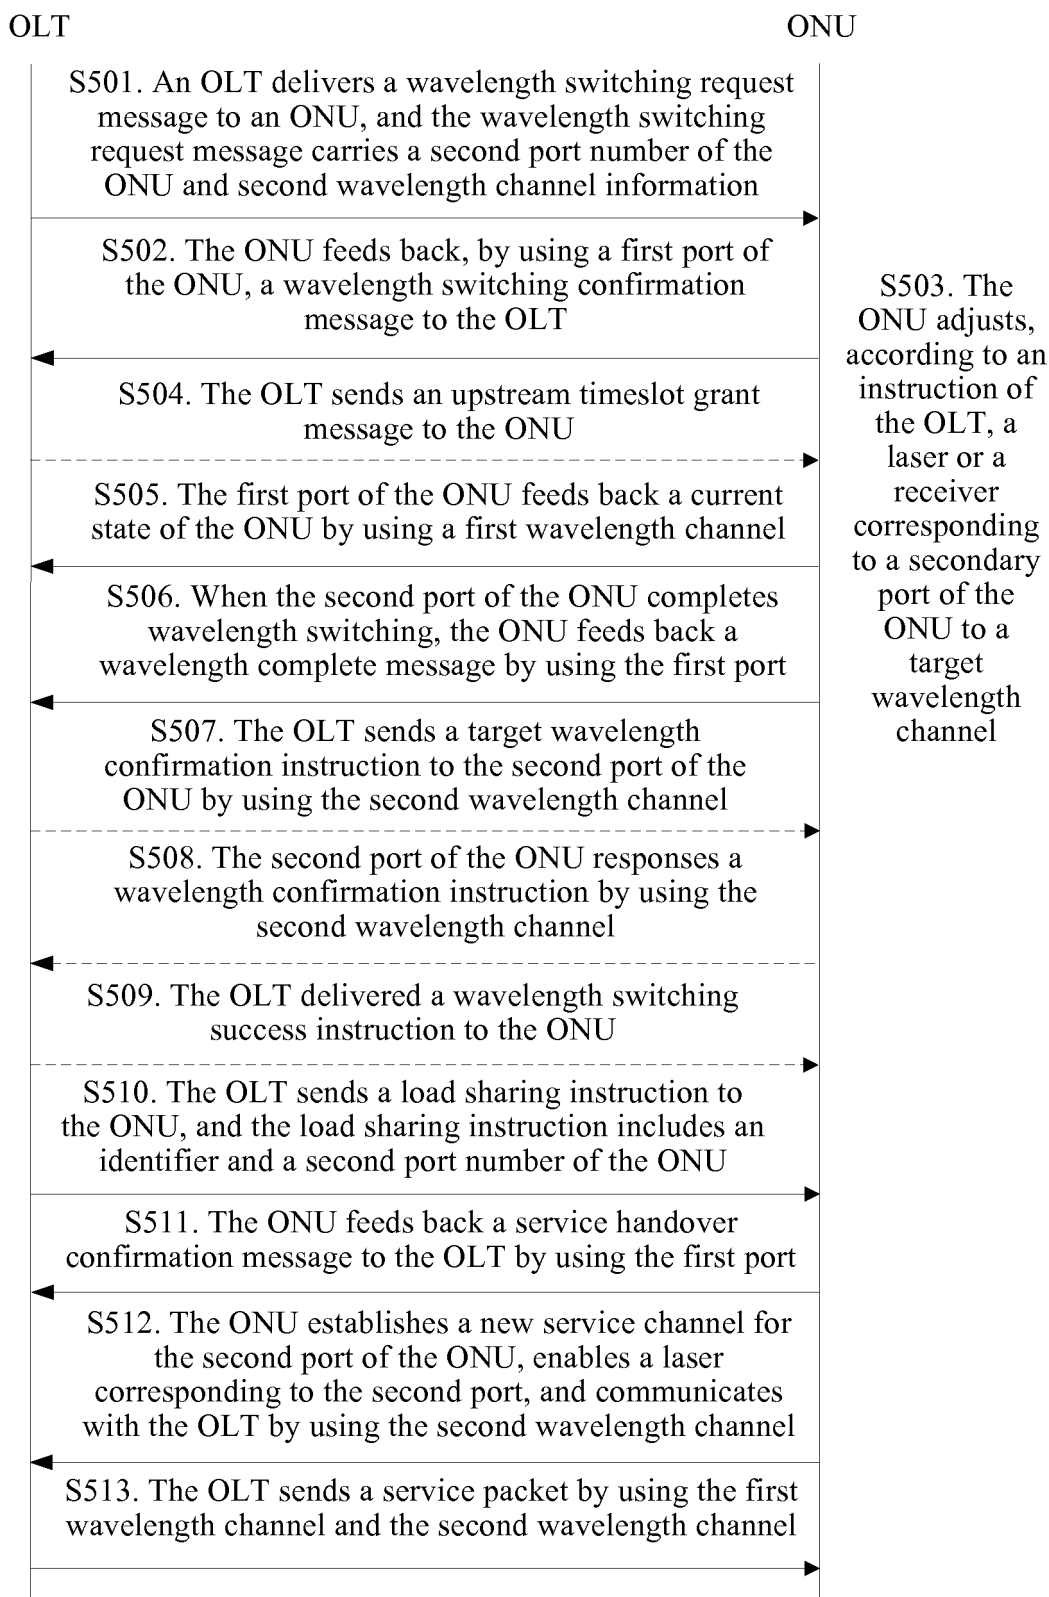 OLT
ONU
S501. An OLT delivers a wavelength switching request
message to an ONU, and the wavelength switching
request message carries a second port number of the
ONU and second wavelength channel information
S502. The ONU feeds back, by using a first port of
the ONU, a wavelength switching confirmation
message to the OLT
S503. The
ONU adjusts,
according to an
instruction of
the OLT, a
laser or a
receiver
corresponding
to a secondary
port of the
ONU to a
target
wavelength
channel
S504. The OLT sends an upstream timeslot grant
message to the ONU
S505. The first port of the ONU feeds back a current
state of the ONU by using a first wavelength channel
S506. When the second port of the ONU completes
wavelength switching, the ONU feeds back a
wavelength complete message by using the first port
S507. The OLT sends a target wavelength
confirmation instruction to the second port of the
ONU by using the second wavelength channel
S508. The second port of the ONU responses a
wavelength confirmation instruction by using the
second wavelength channel
S509. The OLT delivered a wavelength switching
success instruction to the ONU
S510. The OLT sends a load sharing instruction to
the ONU, and the load sharing instruction includes an
identifier and a second port number of the ONU
S511. The ONU feeds back a service handover
confirmation message to the OLT by using the first port
S512. The ONU establishes a new service channel for
the second port of the ONU, enables a laser
corresponding to the second port, and communicates
with the OLT by using the second wavelength channel
S513. The OLT sends a service packet by using the first
wavelength channel and the second wavelength channel